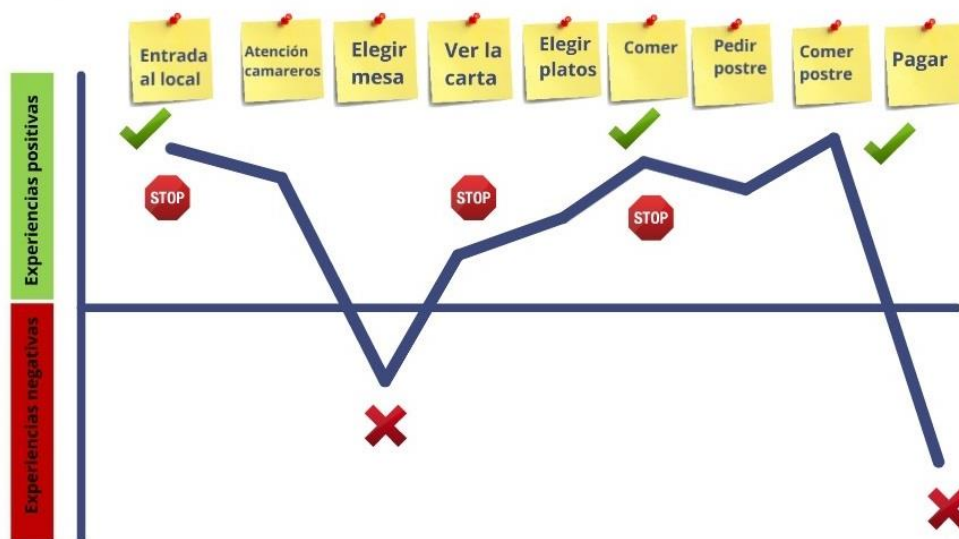 Entrada
al local
Atención
camareros
Elegir
mesa
Ver la
carta
Elegir
platos
Comer
Pedir
postre
Comer
postre
Pagar
Experiencias positivas
STOP
STOP
STOP
Experiencias negativas